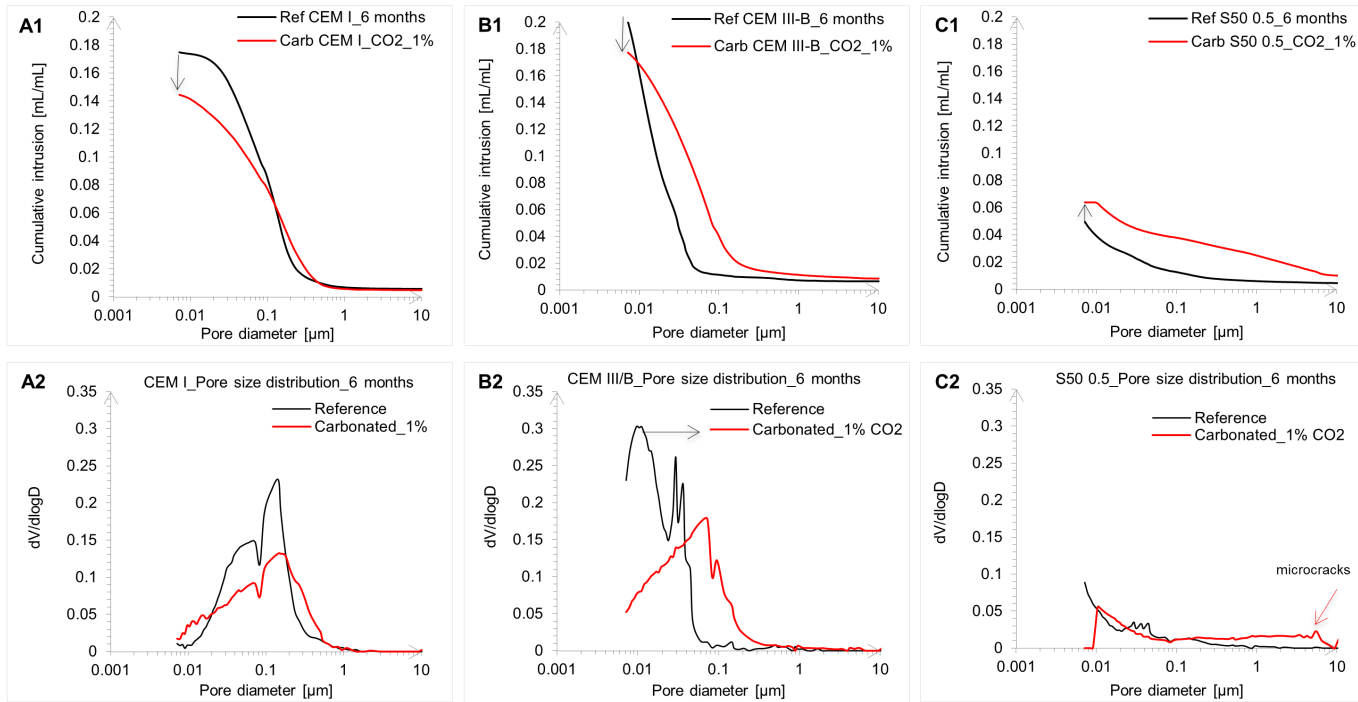 A1
Ref CEM I_6 months
Carb CEM I_CO2_1%
Cumulative intrusion [mL/mL]
0.2
0.18
0.16
0.14
0.12
0.1
0.08
0.06
0.04
0.02
0
0.001
0.01
0.1
1
10
Pore diameter [µm]
B1
Ref CEM III-B_6 months
Carb CEM III-B_CO2_1%
Cumulative intrusion [mL/mL]
0.2
0.18
0.16
0.14
0.12
0.1
0.08
0.06
0.04
0.02
0
0.001
0.01
0.1
1
10
Pore diameter [µm]
C1
Ref S50 0.5_6 months
Carb S50 0.5_CO2_1%
Cumulative intrusion [mL/mL]
0.2
0.18
0.16
0.14
0.12
0.1
0.08
0.06
0.04
0.02
0
0.001
0.01
0.1
1
10
Pore diameter [µm]
A2
CEM I_Pore size distribution_6 months
Reference
Carbonated_1%
dV/dlogD
0.35
0.3
0.25
0.2
0.15
0.1
0.05
0
0.001
0.01
0.1
1
10
Pore diameter [µm]
B2
CEM III/B_Pore size distribution_6 months
Reference
Carbonated_1% CO2
dV/dlogD
0.35
0.3
0.25
0.2
0.15
0.1
0.05
0
0.001
0.01
0.1
1
10
Pore diameter [µm]
C2
S50 0.5_Pore size distribution_6 months
Reference
Carbonated_1% CO2
microcracks
dV/dlogD
0.35
0.3
0.25
0.2
0.15
0.1
0.05
0
0.001
0.01
0.1
1
10
Pore diameter [µm]